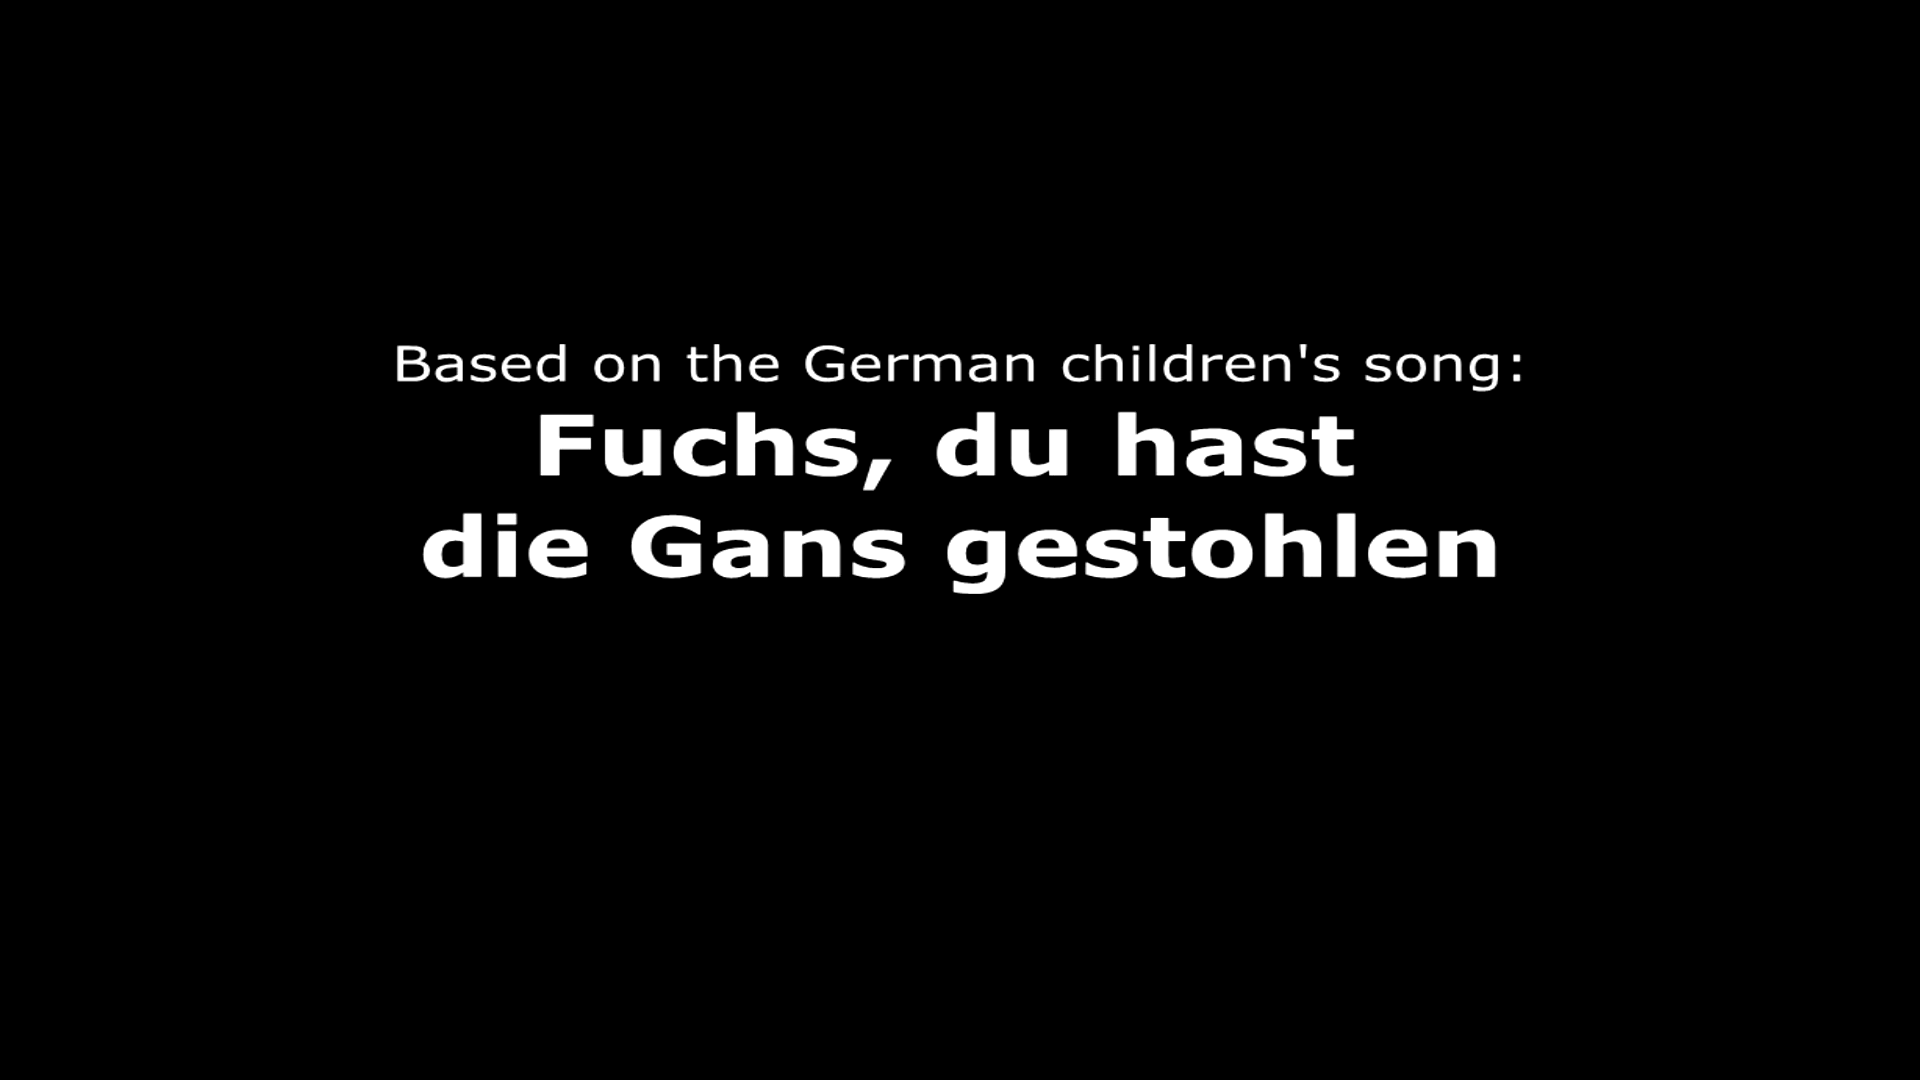 Based on the German children's song:
Fuchs, du hast
die Gans gestohlen